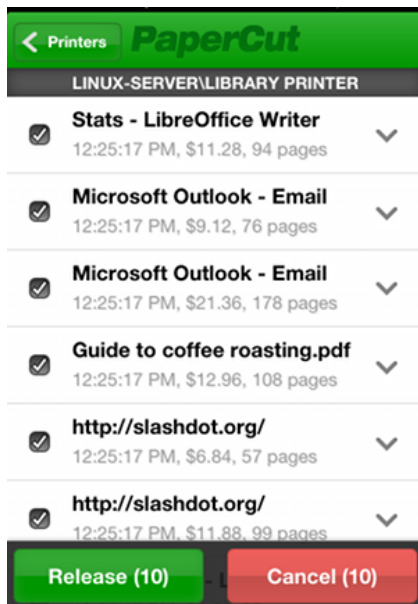 Printers
PaperCut
LINUX-SERVER\LIBRARY PRINTER
Stats - LibreOffice Writer
12:25:17 PM, $11.28, 94 pages
Microsoft Outlook - Email
12:25:17 PM, $9.12, 76 pages
Microsoft Outlook - Email
12:25:17 PM, $21.36, 178 pages
Guide to coffee roasting.pdf
12:25:17 PM, $12.96, 108 pages
http://slashdot.org/
12:25:17 PM, $6.84, 57 pages
http://slashdot.org/
12:25:17 PM, $11.88, 99 pages
Release (10)
Cancel (10)